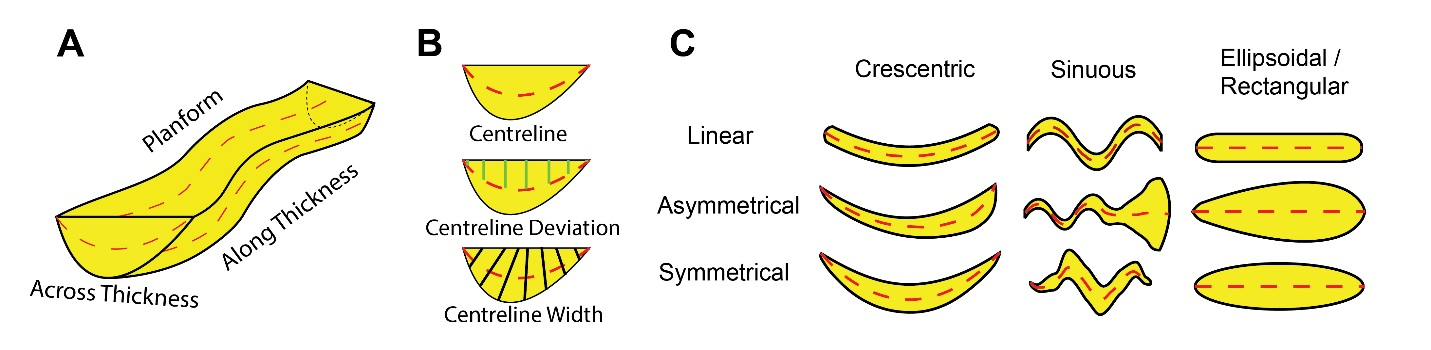 A
Planform
Along Thickness
Across Thickness
B
Centreline
Centreline Deviation
Centreline Width
C
Crescentric
Sinuous
Ellipsoidal /
Rectangular
Linear
Asymmetrical
Symmetrical